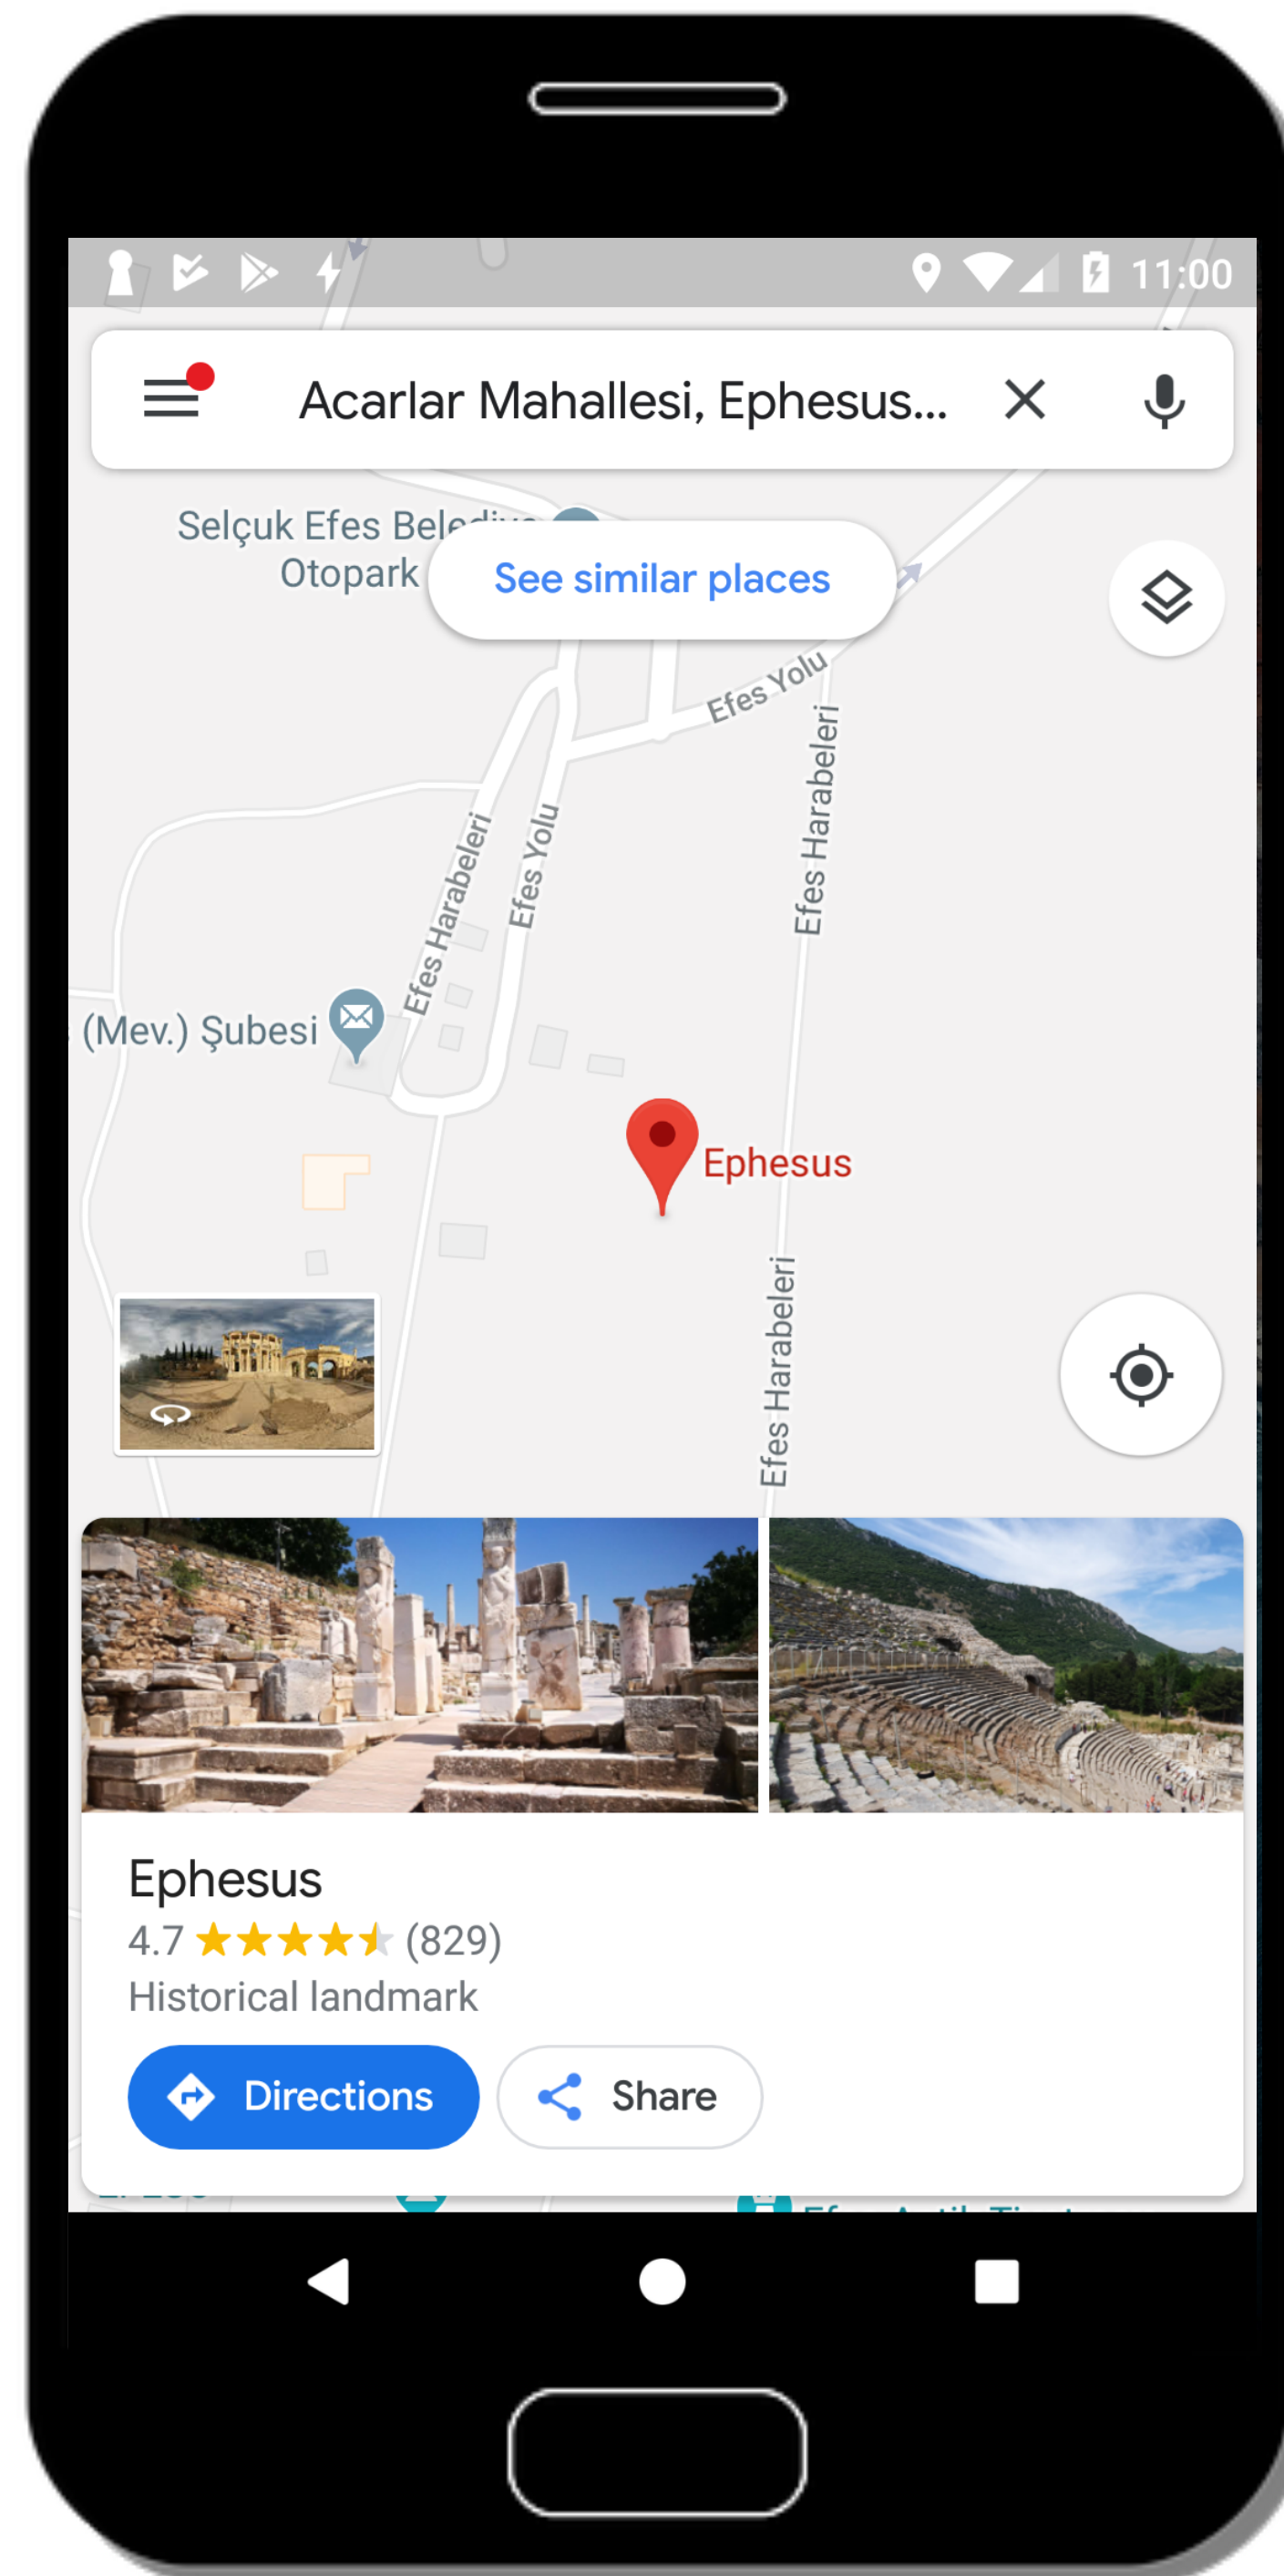 11:00
Acarlar Mahallesi, Ephesus...
Selçuk Efes
Otopark
See similar places
Efes Yolu
Efes Harabeleri
Efes Harabeleri
Efes Yolu
(Mev.) Şubesi
Ephesus
Efes Harabeleri
Ephesus
4.7 (829)
Historical landmark
Directions
Share